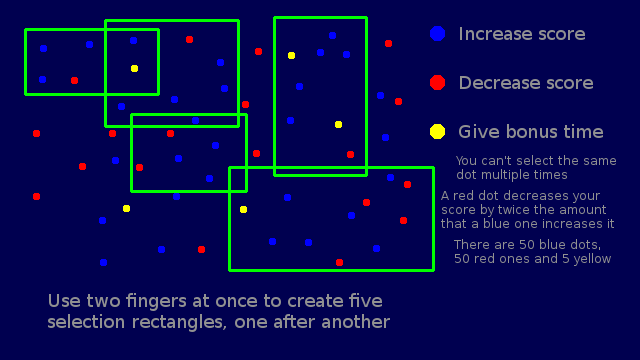 Increase score
Decrease score
Give bonus time
You can't select the same
dot multiple times
A red dot decreases your
score by twice the amount
that a blue one increases it
There are 50 blue dots,
50 red ones and 5 yellow
Use two fingers at once to create five
selection rectangles, one after another